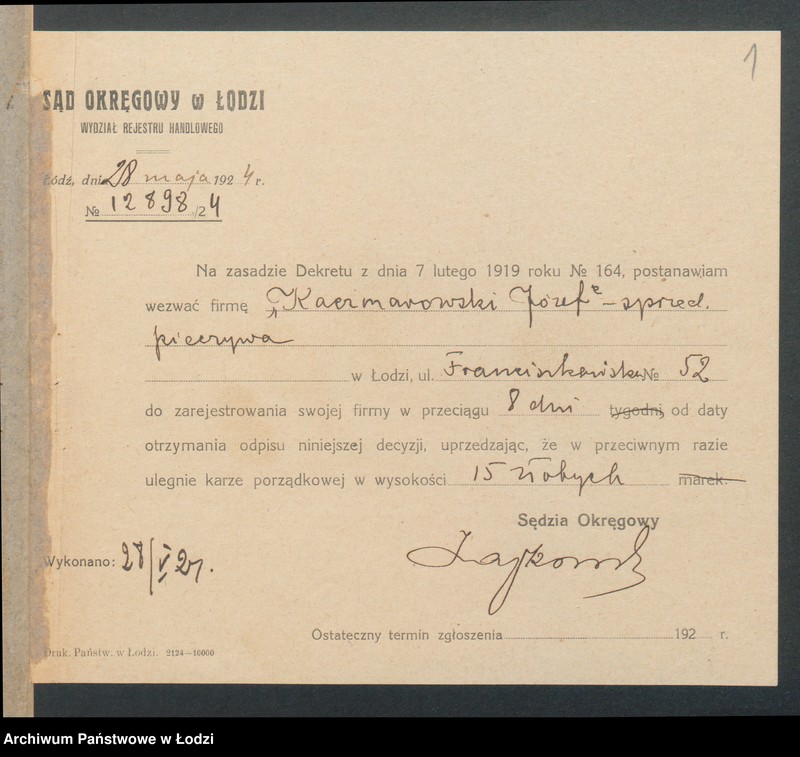 1
SĄD OKRĘGOWY w ŁODZI
WYDZIAŁ REJESTRU HANDLOWEGO
Łódź, dnia 28 maja 1924 r.
№ 12898/24
Na zasadzie Dekretu z dnia 7 lutego 1919 roku № 164, postanawiam
wezwać firmę „Kaczmarowski Józef" – sprzed.
pieczywa
w Łodzi, ul. Franciszkańska № 52
do zarejestrowania swojej firmy w przeciągu 8 dni tygodni, od daty
otrzymania odpisu niniejszej decyzji, uprzedzając, że w przeciwnym razie
ulegnie karze porządkowej w wysokości 15 złotych marek.
Sędzia Okręgowy
Wykonano: 28/V 24.
Ostateczny termin zgłoszenia 192 r.
Druk. Państw. w Łodzi. 2124—10000
Archiwum Państwowe w Łodzi